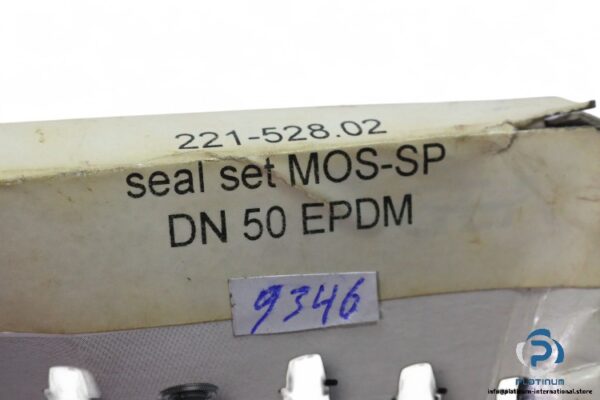 221-528.02
seal set MOS-SP
DN 50 EPDM
9346
PLATINUM
info@platinum-international.store